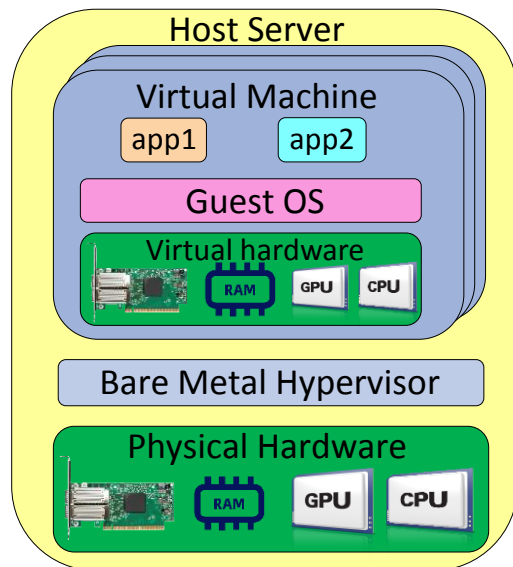 Host Server
Virtual Machine
app1 app2
Guest OS
Virtual hardware
RAM GPU CPU
Bare Metal Hypervisor
Physical Hardware
RAM GPU CPU